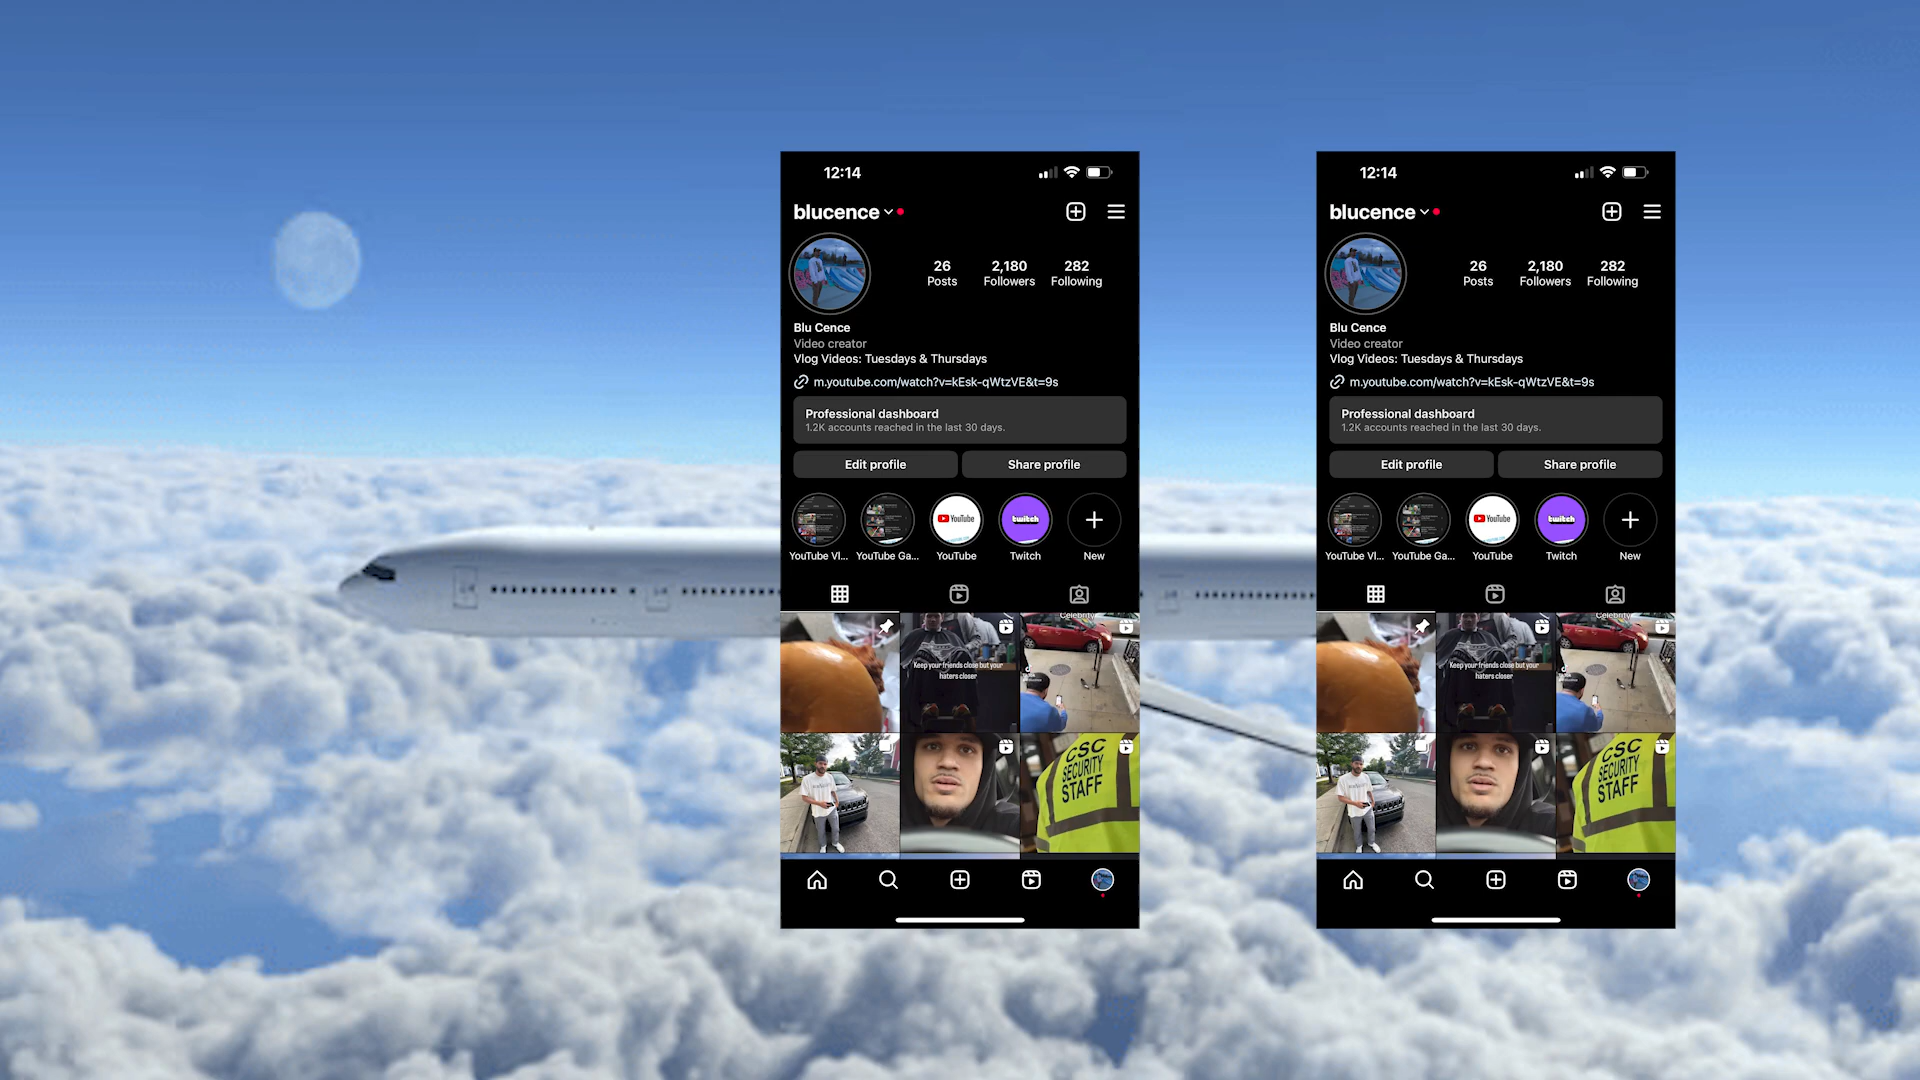 12:14
blucence
26 2,180 282
Posts Followers Following
Blu Cence
Video creator
Vlog Videos: Tuesdays & Thursdays
m.youtube.com/watch?v=kEsk-qWtzVE&t=9s
Professional dashboard
1.2K accounts reached in the last 30 days.
Edit profile Share profile
YouTube
twitch
YouTube Vl... YouTube Ga... YouTube Twitch New
Celebrity
Keep your friends close but your
haters closer
CSC
SECURITY
STAFF
12:14
blucence
26 2,180 282
Posts Followers Following
Blu Cence
Video creator
Vlog Videos: Tuesdays & Thursdays
m.youtube.com/watch?v=kEsk-qWtzVE&t=9s
Professional dashboard
1.2K accounts reached in the last 30 days.
Edit profile Share profile
YouTube
twitch
YouTube Vl... YouTube Ga... YouTube Twitch New
Celebrity
Keep your friends close but your
haters closer
CSC
SECURITY
STAFF